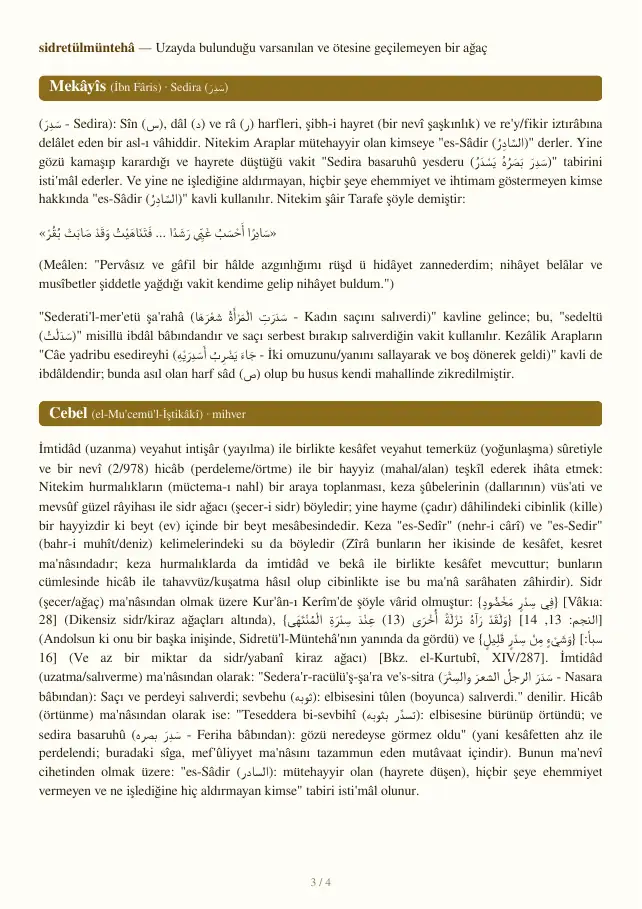 sidretülmüntehâ — Uzayda bulunduğu varsanılan ve ötesine geçilemeyen bir ağaç
Mekâyîs (İbn Fâris) · Sedira (سَدِرَ)
(سَدِرَ - Sedira): Sîn (س), dâl (د) ve râ (ر) harfleri, şibh-i hayret (bir nevî şaşkınlık) ve re'y/fikir iztırâbına
delâlet eden bir asl-ı vâhiddir. Nitekim Araplar mütehayyir olan kimseye "es-Sâdir (السَّادِرُ)" derler. Yine
gözü kamaşıp karardığı ve hayrete düştüğü vakit "Sedira basaruhû yesderu (سَدِرَ بَصَرُهُ يَسْدَرُ)" tabirini
isti'mâl ederler. Ve yine ne işlediğine aldırmayan, hiçbir şeye ehemmiyet ve ihtimam göstermeyen kimse
hakkında "es-Sâdir (السَّادِرُ)" kavli kullanılır. Nitekim şâir Tarafe şöyle demiştir:
«سَادِرًا أَحْسَبُ غَيِّي رَشَدًا ... فَتَنَاهَيْتُ وَقَدْ صَابَتْ بِقُرّْ»
(Meâlen: "Pervâsız ve gâfil bir hâlde azgınlığımı rüşd ü hidâyet zannederdim; nihâyet belâlar ve
musîbetler şiddetle yağdığı vakit kendime gelip nihâyet buldum.")
"Sederati'l-mer'etü şa'rahâ (سَدَرَتِ الْمَرْأَةُ شَعْرَهَا - Kadın saçını salıverdi)" kavline gelince; bu, "sedeltü
(سَدَلْتُ)" misillü ibdâl bâbındandır ve saçı serbest bırakıp salıverdiğin vakit kullanılır. Kezâlik Arapların
"Câe yadribu esedireyhi (جَاءَ يَضْرِبُ أَسْدِرَيْهِ - İki omuzunu/yanını sallayarak ve boş dönerek geldi)" kavli de
ibdâldendir; bunda asıl olan harf sâd (ص) olup bu husus kendi mahallinde zikredilmiştir.
Cebel (el-Mu'cemü'l-İştikâkî) · mihver
İmtidâd (uzanma) veyahut intişâr (yayılma) ile birlikte kesâfet veyahut temerküz (yoğunlaşma) sûretiyle
ve bir nevî (2/978) hicâb (perdeleme/örtme) ile bir hayyiz (mahal/alan) teşkîl ederek ihâta etmek:
Nitekim hurmalıkların (müctema-ı nahl) bir araya toplanması, keza şûbelerinin (dallarının) vüs'ati ve
mevsûf güzel râyihası ile sidr ağacı (şecer-i sidr) böyledir; yine hayme (çadır) dâhilindeki cibinlik (kille)
bir hayyizdir ki beyt (ev) içinde bir beyt mesâbesindedir. Keza "es-Sedîr" (nehr-i cârî) ve "es-Sedir"
(bahr-i muhît/deniz) kelimelerindeki su da böyledir (Zîrâ bunların her ikisinde de kesâfet, kesret
ma'nâsındadır; keza hurmalıklarda da imtidâd ve bekâ ile birlikte kesâfet mevcuttur; bunların
cümlesinde hicâb ile tahavvüz/kuşatma hâsıl olup cibinlikte ise bu ma'nâ sarâhaten zâhirdir). Sidr
(şecer/ağaç) ma'nâsından olmak üzere Kur'ân-ı Kerîm'de şöyle vârid olmuştur: {فِي سِدْرٍ مَخْضُودٍ} [Vâkıa:
28] (Dikensiz sidr/kiraz ağaçları altında), {وَلَقَدْ رَآهُ نَزْلَةً أُخْرَى (13) عِنْدَ سِدْرَةِ الْمُنْتَهَى} [النجم: 13, 14]
(Andolsun ki onu bir başka inişinde, Sidretü'l-Müntehâ'nın yanında da gördü) ve {وَشَيْءٍ مِنْ سِدْرٍ قَلِيلٍ} [سبأ:
16] (Ve az bir miktar da sidr/yabanî kiraz ağacı) [Bkz. el-Kurtubî, XIV/287]. İmtidâd
(uzatma/salıverme) ma'nâsından olarak: "Sedera'r-racülü'ş-şa'ra ve's-sitra (سَدَرَ الرجلُ الشعرَ والسِتْرَ - Nasara
bâbından): Saçı ve perdeyi salıverdi; sevbehu (ثوبه): elbisesini tûlen (boyunca) salıverdi." denilir. Hicâb
(örtünme) ma'nâsından olarak ise: "Teseddera bi-sevbihî (تسدّر بثوبه): elbisesine bürünüp örtündü; ve
sedira basaruhû (سَدِرَ بصره - Feriha bâbından): gözü neredeyse görmez oldu" (yani kesâfetten ahz ile
perdelendi; buradaki sîga, mef'ûliyyet ma'nâsını tazammun eden mutâvaat içindir). Bunun ma'nevî
cihetinden olmak üzere: "es-Sâdir (السادر): mütehayyir olan (hayrete düşen), hiçbir şeye ehemmiyet
vermeyen ve ne işlediğine hiç aldırmayan kimse" tabiri isti'mâl olunur.
3 / 4